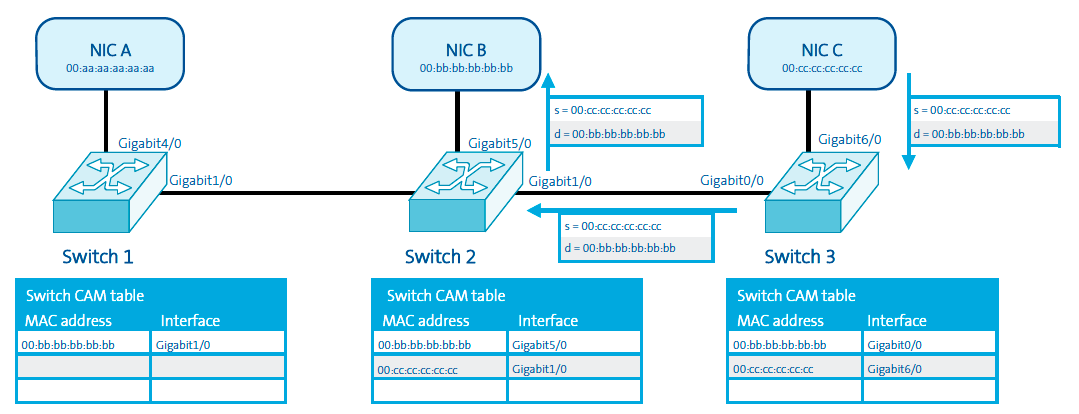 NIC A
00:aa:aa:aa:aa:aa
NIC B
00:bb:bb:bb:bb:bb
NIC C
00:cc:cc:cc:cc:cc
s = 00:cc:cc:cc:cc:cc
d = 00:bb:bb:bb:bb:bb
s = 00:cc:cc:cc:cc:cc
d = 00:bb:bb:bb:bb:bb
Gigabit4/0
Gigabit5/0
Gigabit6/0
Gigabit1/0
Gigabit1/0
Gigabit0/0
s = 00:cc:cc:cc:cc:cc
d = 00:bb:bb:bb:bb:bb
Switch 1
Switch 2
Switch 3
Switch CAM table
MAC address Interface
00:bb:bb:bb:bb:bb Gigabit1/0
Switch CAM table
MAC address Interface
00:bb:bb:bb:bb:bb Gigabit5/0
00:cc:cc:cc:cc:cc Gigabit1/0
Switch CAM table
MAC address Interface
00:bb:bb:bb:bb:bb Gigabit0/0
00:cc:cc:cc:cc:cc Gigabit6/0